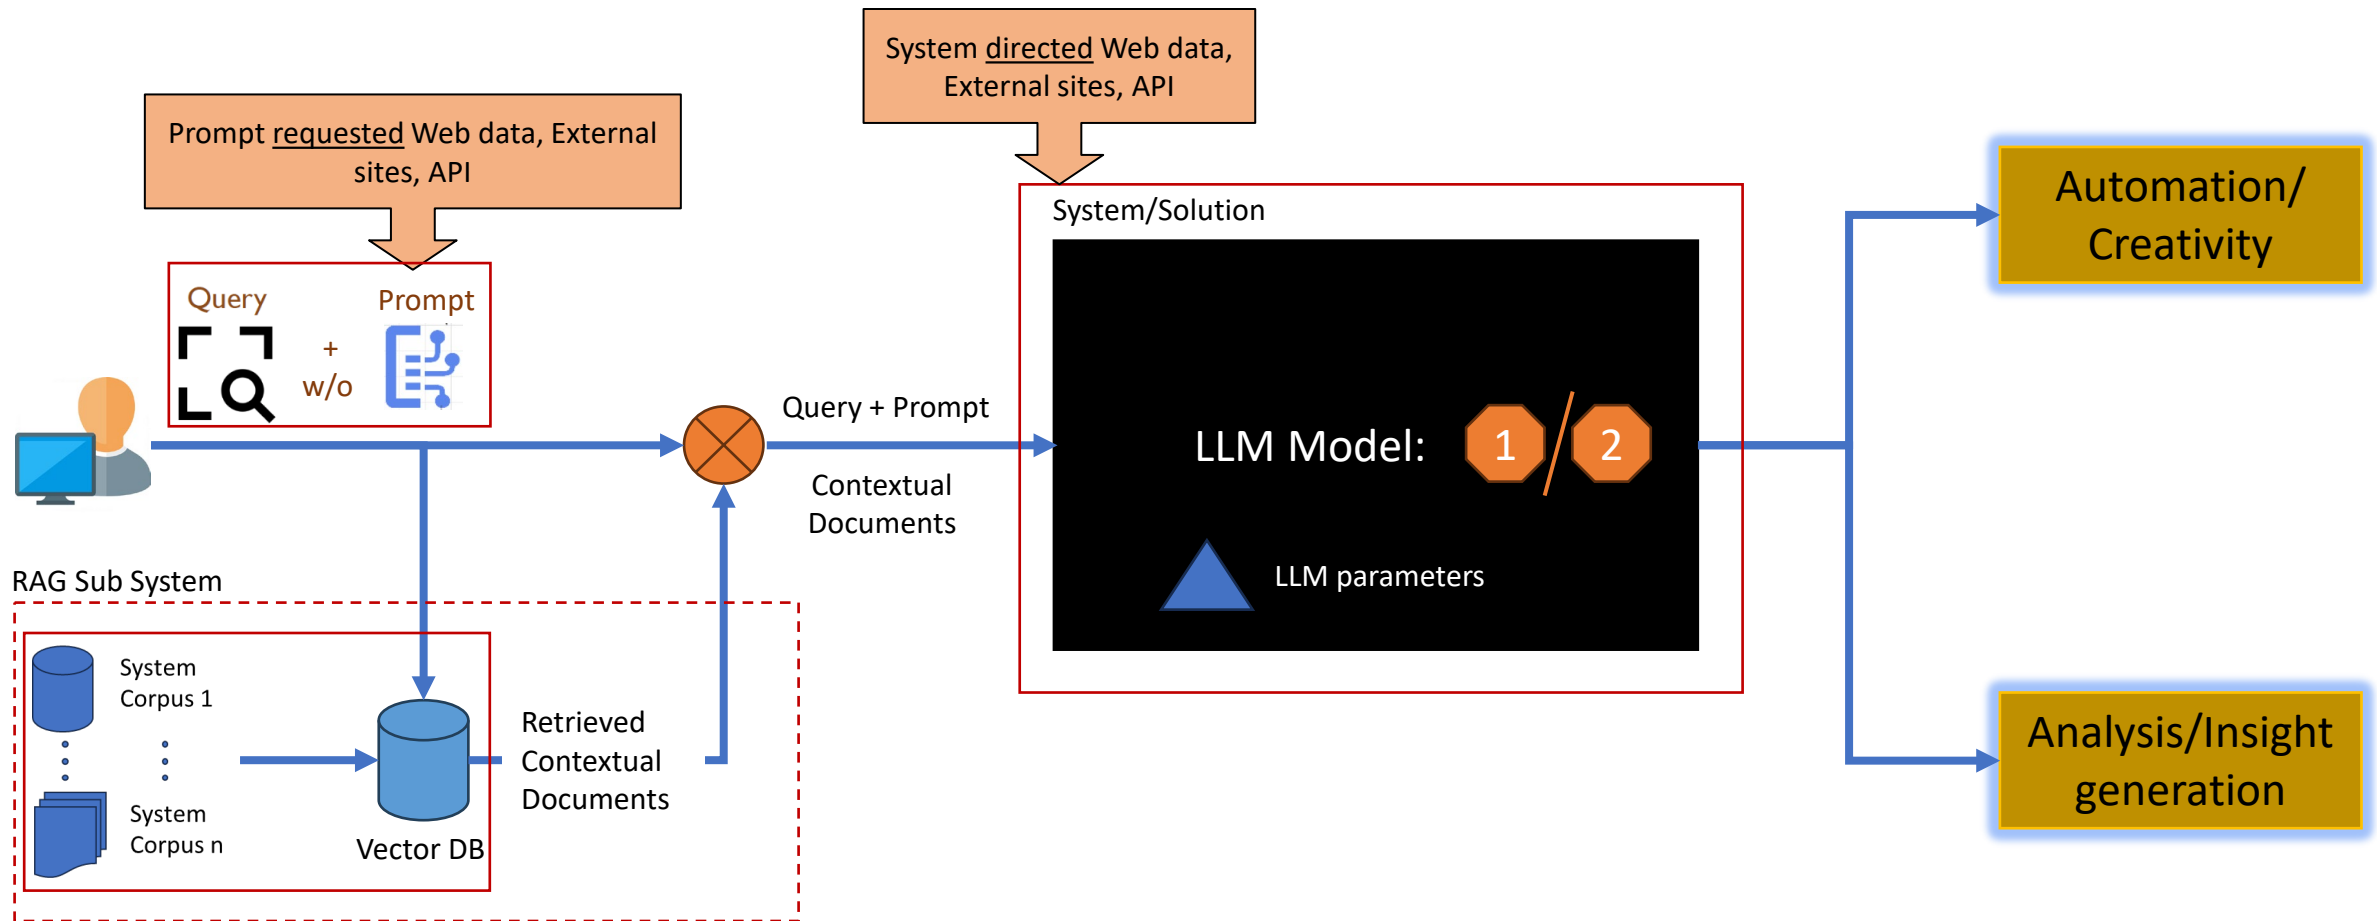 System directed Web data,
External sites, API
Prompt requested Web data, External
sites, API
System/Solution
Automation/
Creativity
Query
Prompt
+
w/o
Query + Prompt
Contextual
Documents
LLM Model:
1
2
LLM parameters
RAG Sub System
System
Corpus 1
System
Corpus n
Vector DB
Retrieved
Contextual
Documents
Analysis/Insight
generation